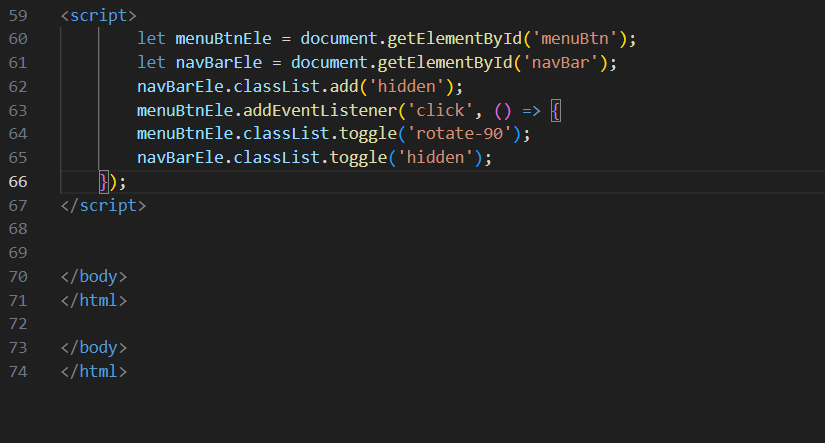 59 <script>
60 let menuBtnEle = document.getElementById('menuBtn');
61 let navBarEle = document.getElementById('navBar');
62 navBarEle.classList.add('hidden');
63 menuBtnEle.addEventListener('click', () => {
64 menuBtnEle.classList.toggle('rotate-90');
65 navBarEle.classList.toggle('hidden');
66 });
67 </script>
68
69
70 </body>
71 </html>
72
73 </body>
74 </html>